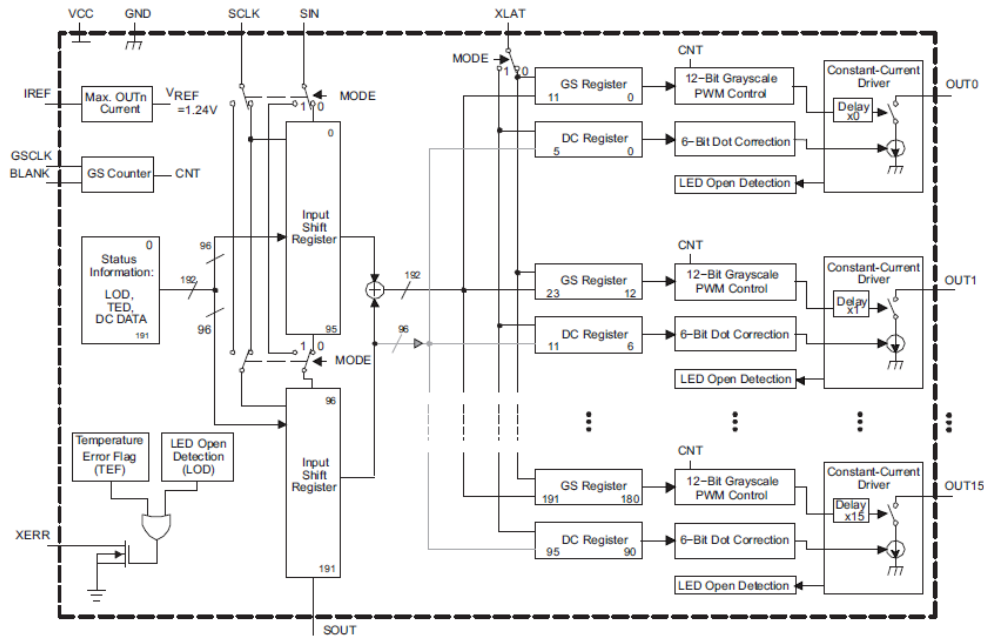 VCC
GND
SCLK
SIN
XLAT
MODE
1 0
CNT
IREF
Max. OUTn
Current
VREF
=1.24V
MODE
1 0
GS Register
11 0
12-Bit Grayscale
PWM Control
Constant-Current
Driver
Delay
x0
OUT0
DC Register
5 0
6-Bit Dot Correction
LED Open Detection
GSCLK
BLANK
GS Counter
CNT
0
Input
Shift
Register
95
0
Status
Information:
LOD,
TED,
DC DATA
191
192
96
96
192
96
CNT
GS Register
23 12
12-Bit Grayscale
PWM Control
Constant-Current
Driver
Delay
x1
OUT1
DC Register
11 6
6-Bit Dot Correction
LED Open Detection
1 0
MODE
96
Input
Shift
Register
191
Temperature
Error Flag
(TEF)
LED Open
Detection
(LOD)
XERR
CNT
GS Register
191 180
12-Bit Grayscale
PWM Control
Constant-Current
Driver
Delay
x15
OUT15
DC Register
95 90
6-Bit Dot Correction
LED Open Detection
SOUT